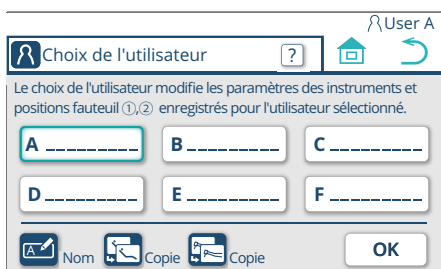 User A
Choix de l'utilisateur ?
Le choix de l'utilisateur modifie les paramètres des instruments et
positions fauteuil ①,② enregistrés pour l'utilisateur sélectionné.
A _________ B _________ C _________
D _________ E _________ F _________
A Nom Copie Copie OK